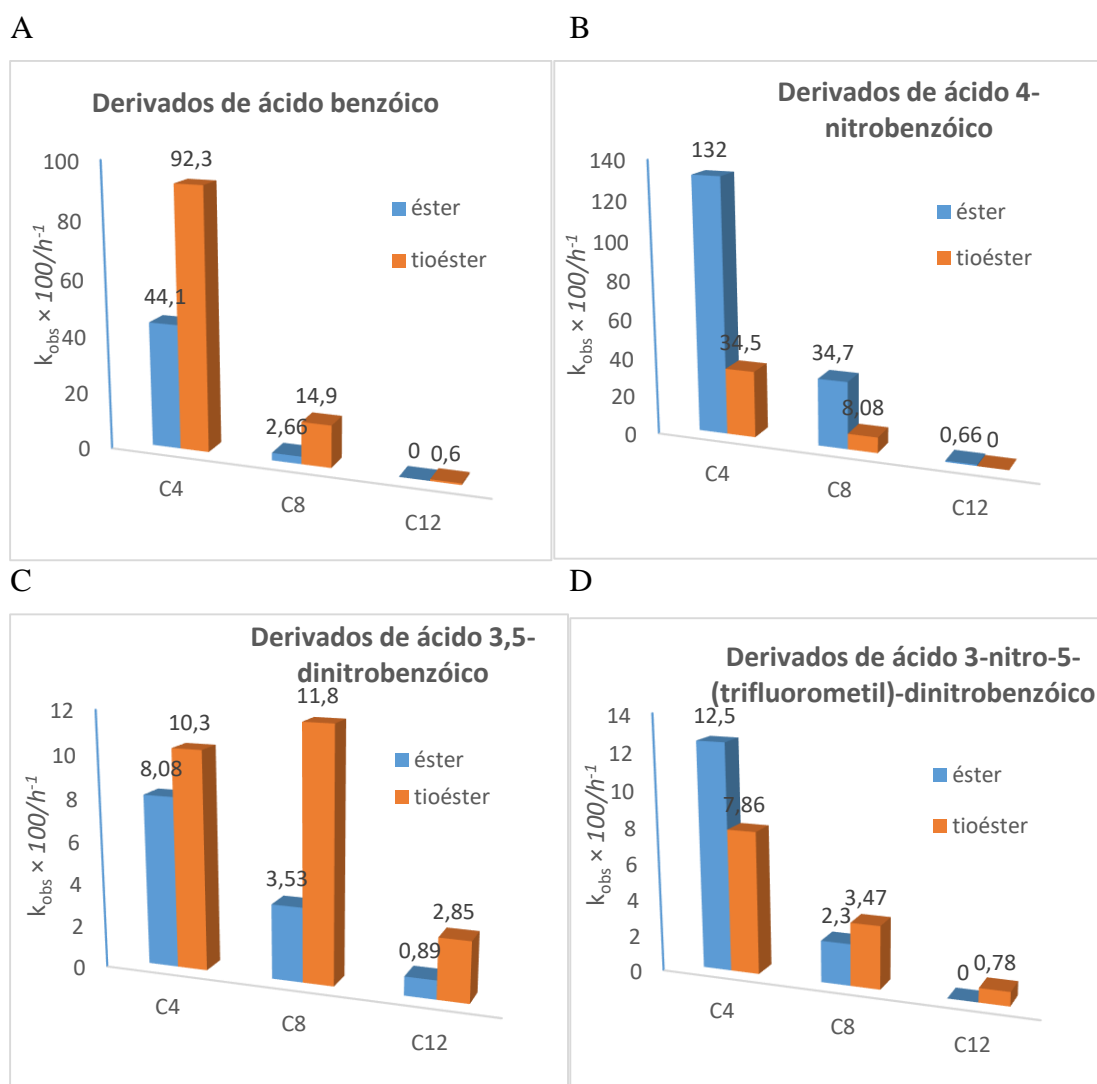 A
Derivados de ácido benzóico
100
80
60
40
20
0
k_obs × 100/h⁻¹
92,3
44,1
14,9
2,66
0
0,6
C4
C8
C12
éster
tioéster
B
Derivados de ácido 4-
nitrobenzóico
140
120
100
80
60
40
20
0
k_obs × 100/h⁻¹
132
34,5
34,7
8,08
0,66
0
C4
C8
C12
éster
tioéster
C
Derivados de ácido 3,5-
dinitrobenzóico
12
10
8
6
4
2
0
k_obs × 100/h⁻¹
8,08
10,3
3,53
11,8
0,89
2,85
C4
C8
C12
éster
tioéster
D
Derivados de ácido 3-nitro-5-
(trifluorometil)-dinitrobenzóico
14
12
10
8
6
4
2
0
k_obs × 100/h⁻¹
12,5
7,86
2,3
3,47
0
0,78
C4
C8
C12
éster
tioéster